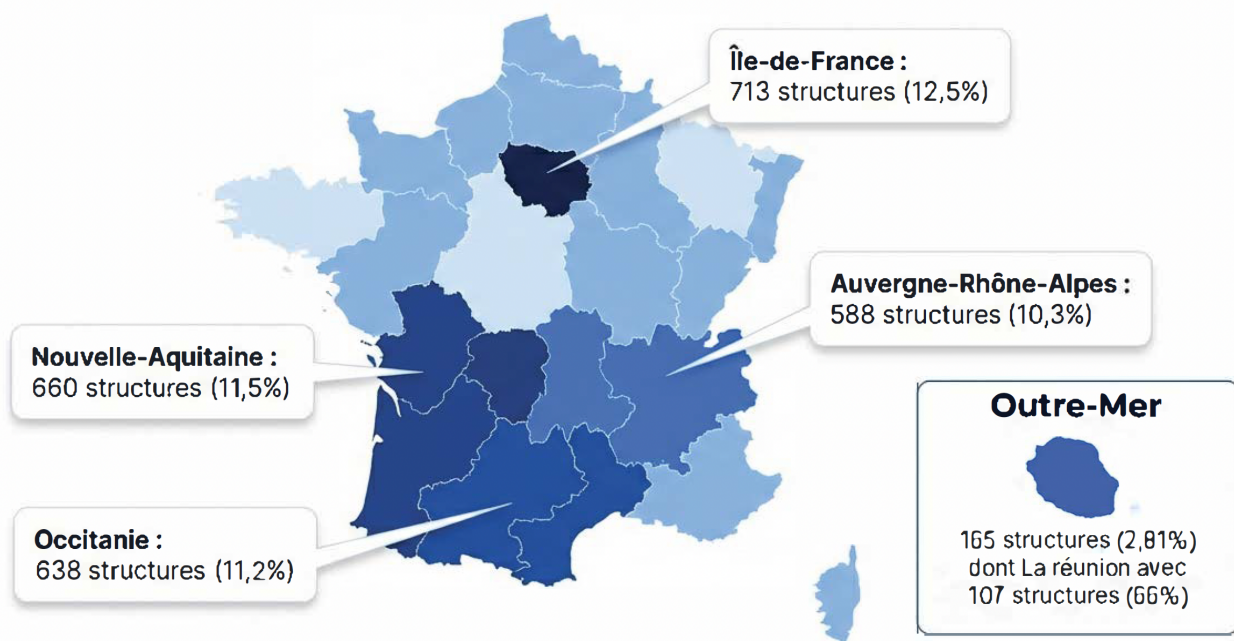 Île-de-France :
713 structures (12,5%)
Auvergne-Rhône-Alpes :
588 structures (10,3%)
Nouvelle-Aquitaine :
660 structures (11,5%)
Outre-Mer
165 structures (2,81%)
dont La réunion avec
107 structures (66%)
Occitanie :
638 structures (11,2%)